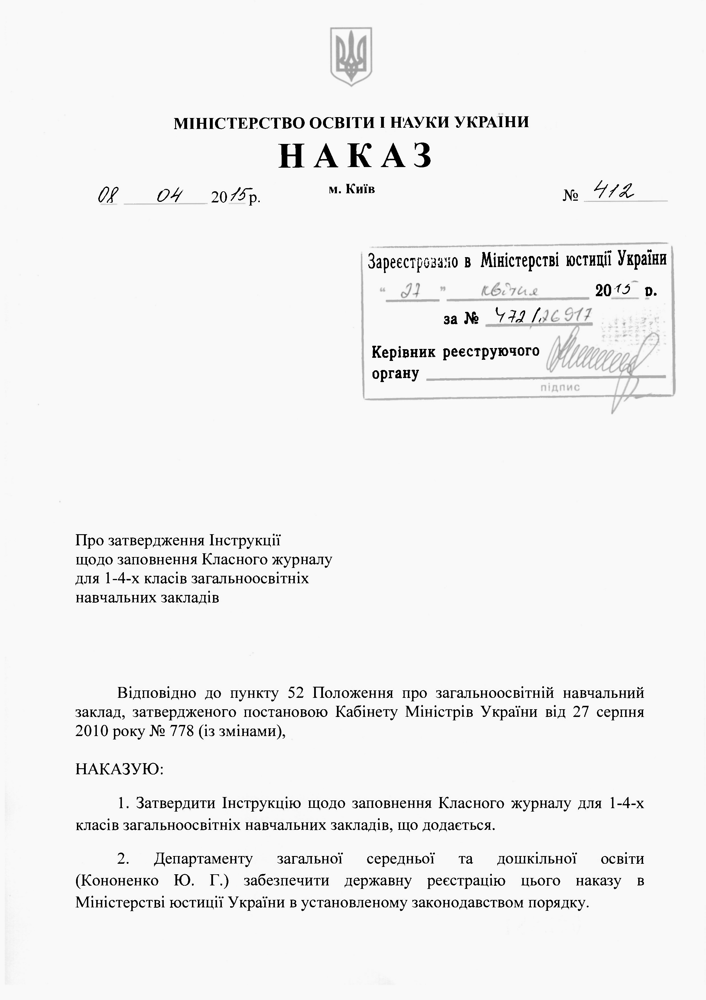 МІНІСТЕРСТВО ОСВІТИ І НАУКИ УКРАЇНИ
НАКАЗ
08 04 2015 р. м. Київ № 412
Зареєстровано в Міністерстві юстиції України
“ 27 ” квітня 2015 р.
за № 472/26917
Керівник реєструючого
органу
підпис
Про затвердження Інструкції
щодо заповнення Класного журналу
для 1-4-х класів загальноосвітніх
навчальних закладів
Відповідно до пункту 52 Положення про загальноосвітній навчальний
заклад, затвердженого постановою Кабінету Міністрів України від 27 серпня
2010 року № 778 (із змінами),
НАКАЗУЮ:
1. Затвердити Інструкцію щодо заповнення Класного журналу для 1-4-х
класів загальноосвітніх навчальних закладів, що додається.
2. Департаменту загальної середньої та дошкільної освіти
(Кононенко Ю. Г.) забезпечити державну реєстрацію цього наказу в
Міністерстві юстиції України в установленому законодавством порядку.